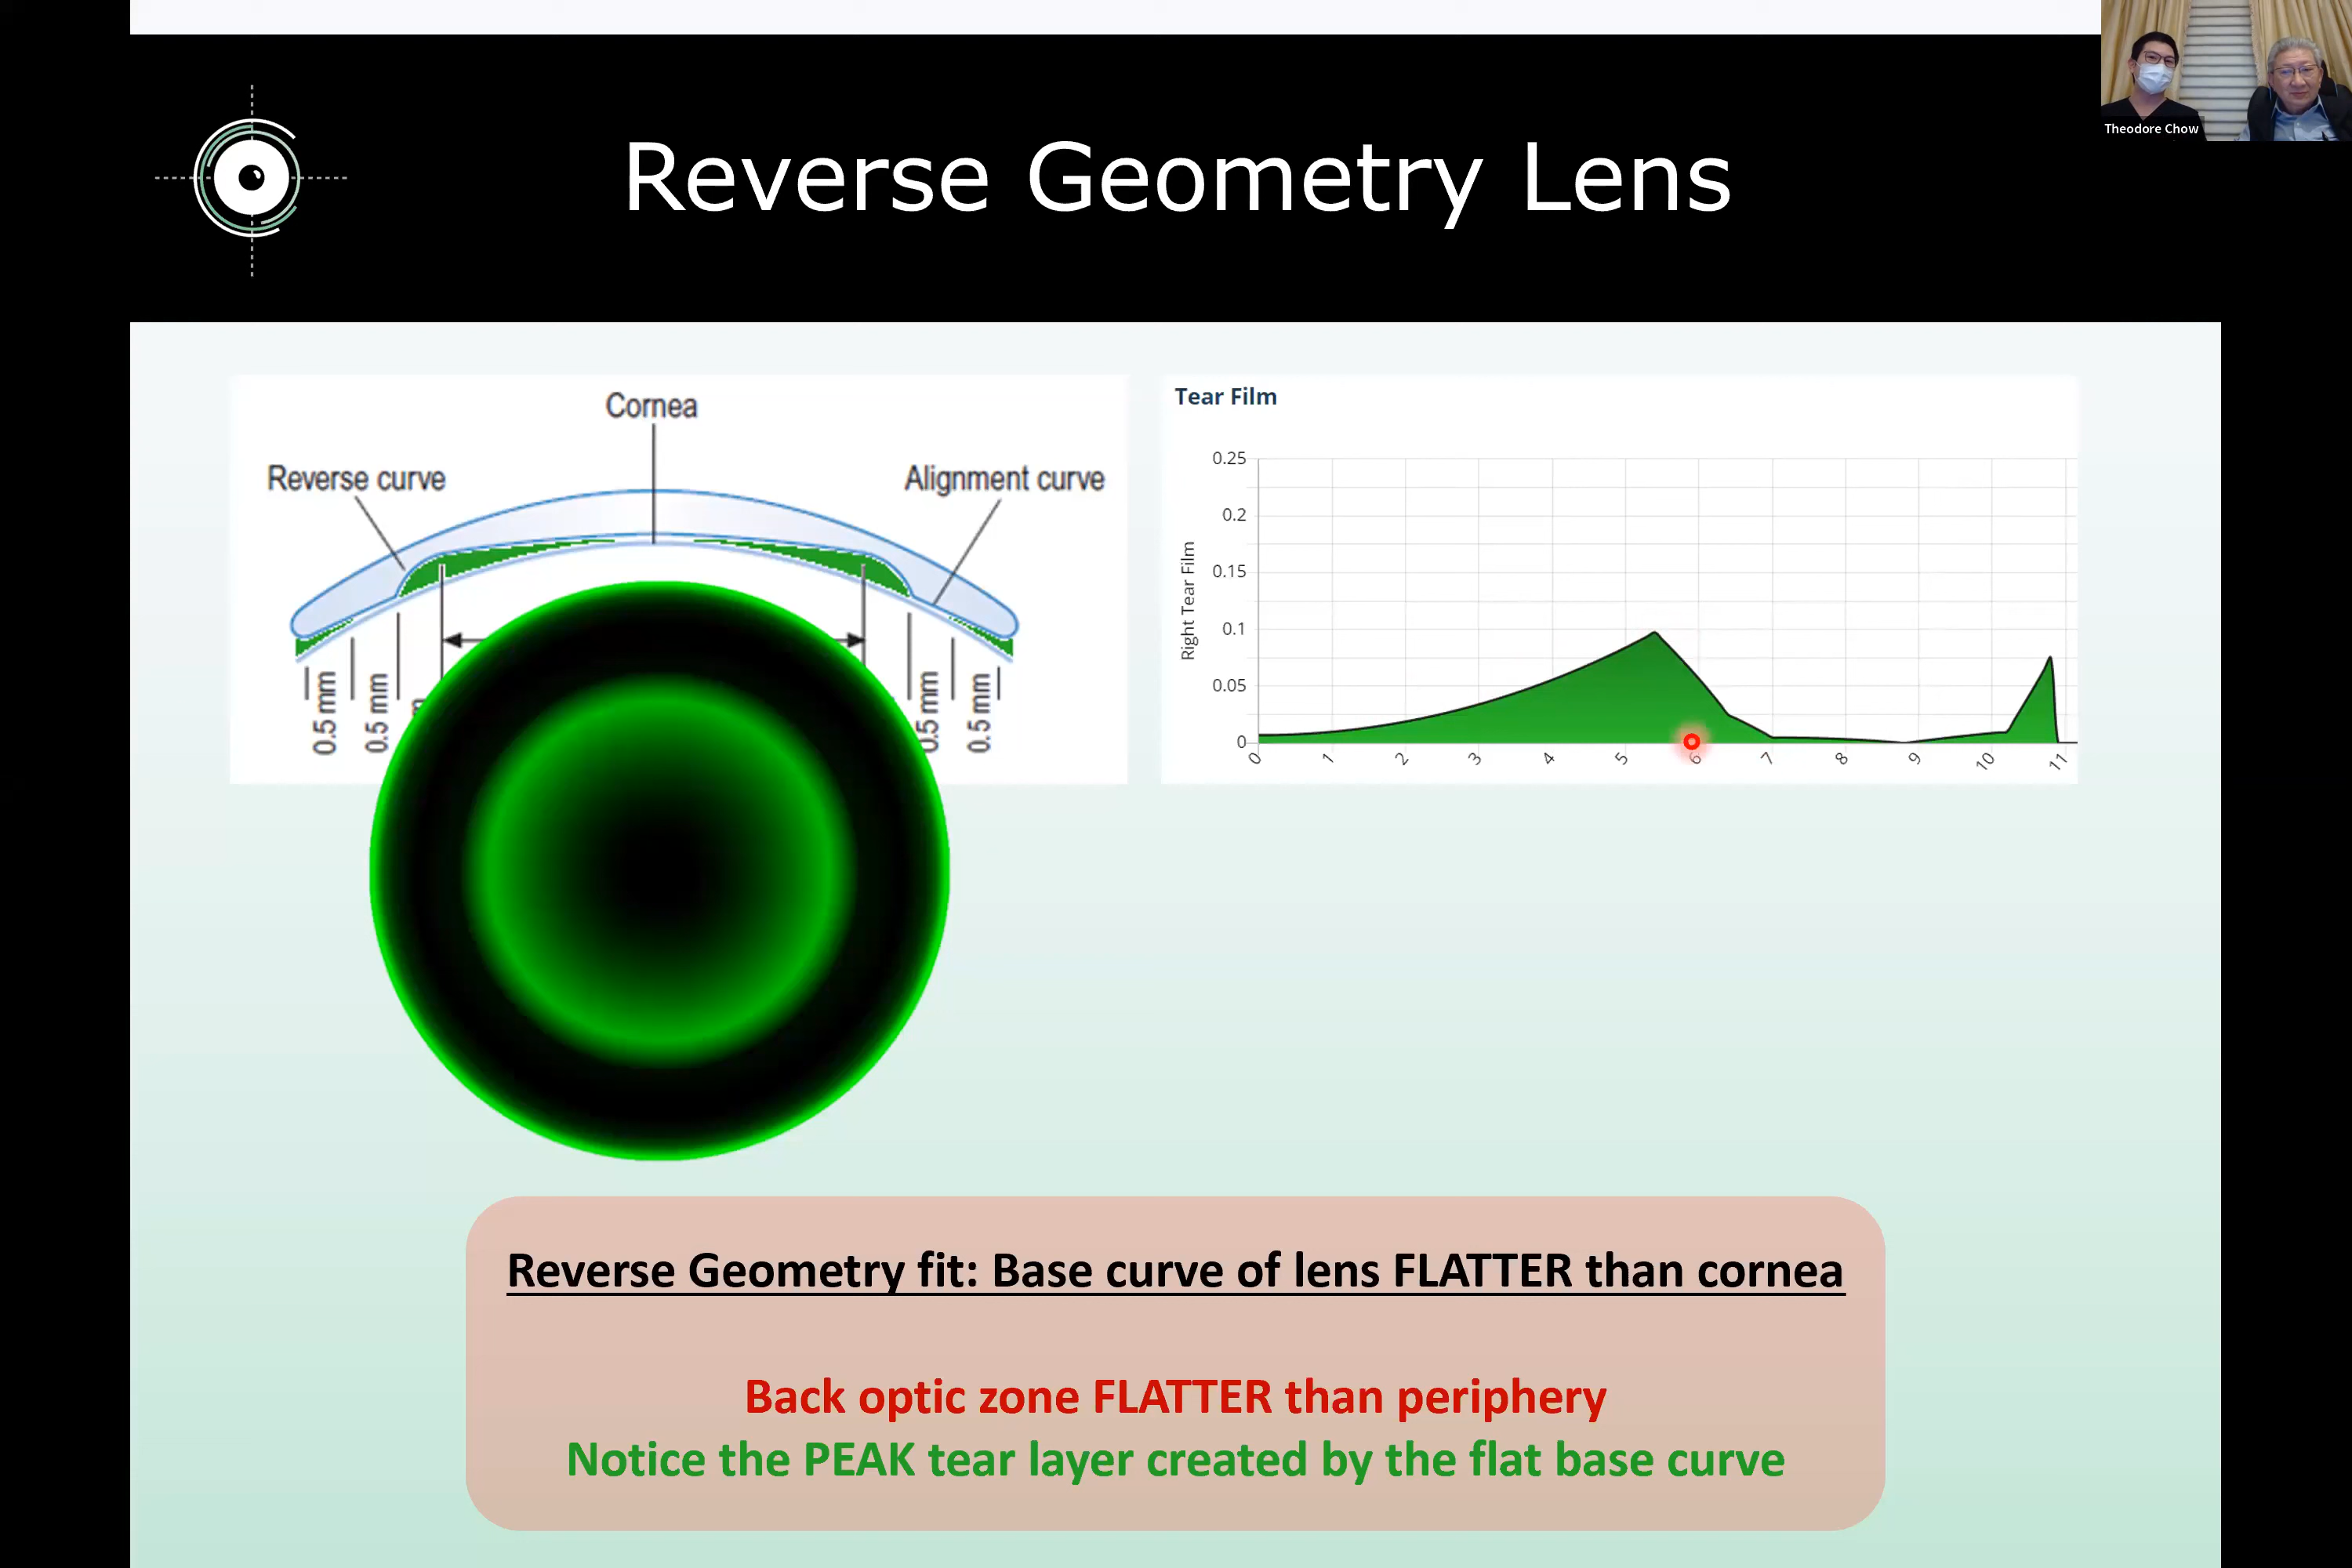 Theodore Chow
Reverse Geometry Lens
Cornea
Reverse curve
Alignment curve
0.5 mm
0.5 mm
0.5 mm
0.5 mm
Tear Film
Right Tear Film
0.25
0.2
0.15
0.1
0.05
0
0 1 2 3 4 5 6 7 8 9 10 11
Reverse Geometry fit: Base curve of lens FLATTER than cornea
Back optic zone FLATTER than periphery
Notice the PEAK tear layer created by the flat base curve